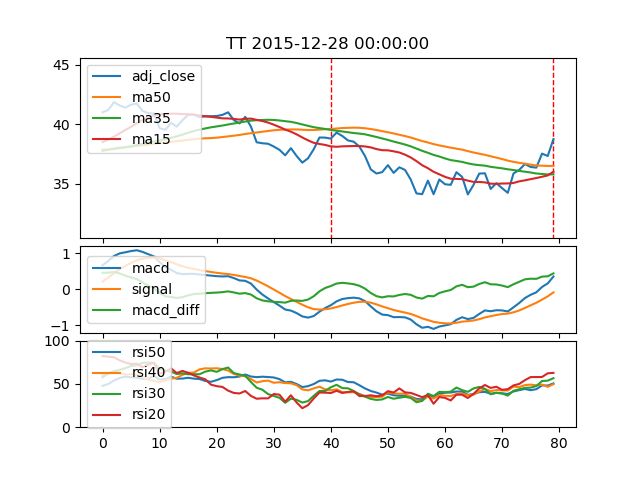 TT 2015-12-28 00:00:00
45
40
35
adj_close
ma50
ma35
ma15
1
0
−1
macd
signal
macd_diff
100
50
0
rsi50
rsi40
rsi30
rsi20
0 10 20 30 40 50 60 70 80